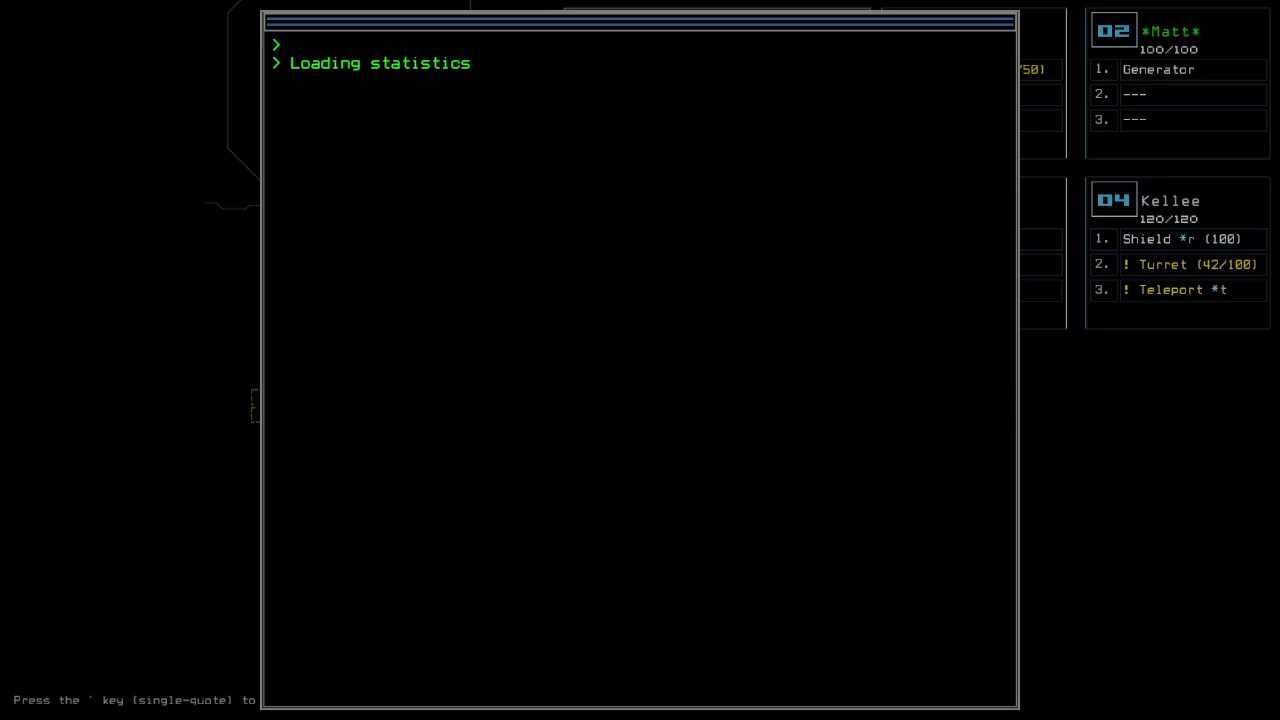 >
> Loading statistics
/50)
02 *Matt*
100/100
1. Generator
2. ---
3. ---
04 Kellee
120/120
1. Shield *r (100)
2. ! Turret (42/100)
3. ! Teleport *t
Press the ' key (single-quote) to